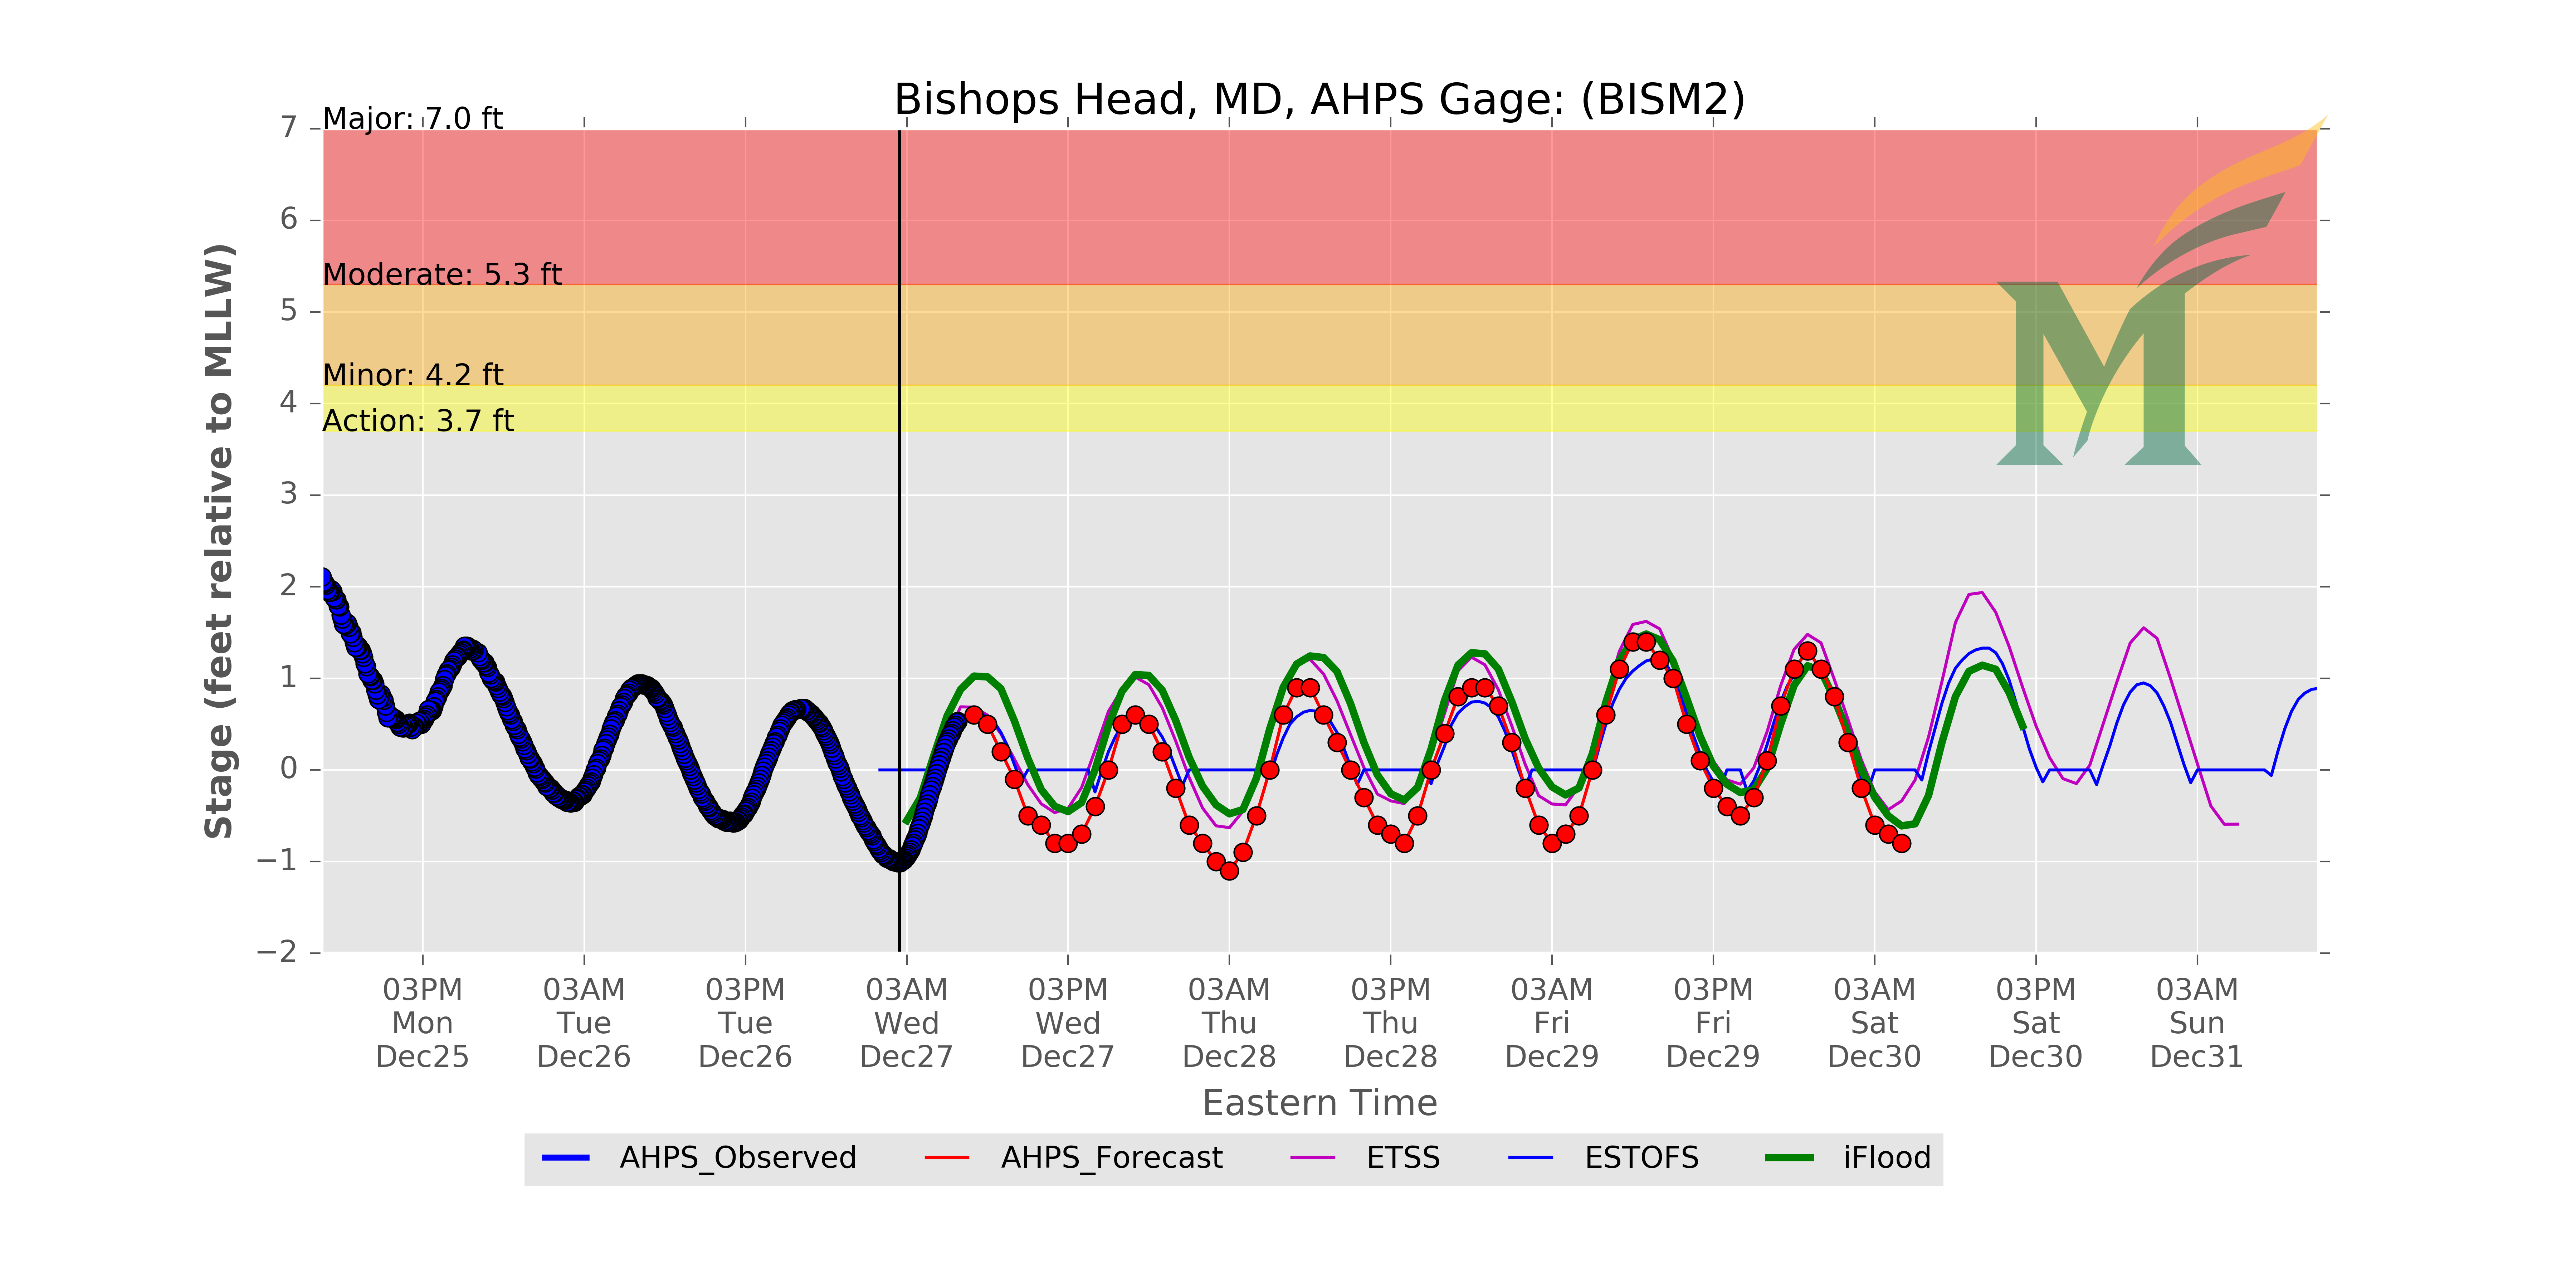 Bishops Head, MD, AHPS Gage: (BISM2)
Major: 7.0 ft
Moderate: 5.3 ft
Minor: 4.2 ft
Action: 3.7 ft
Stage (feet relative to MLLW)
7
6
5
4
3
2
1
0
−1
−2
03PM Mon Dec25
03AM Tue Dec26
03PM Tue Dec26
03AM Wed Dec27
03PM Wed Dec27
03AM Thu Dec28
03PM Thu Dec28
03AM Fri Dec29
03PM Fri Dec29
03AM Sat Dec30
03PM Sat Dec30
03AM Sun Dec31
Eastern Time
AHPS_Observed
AHPS_Forecast
ETSS
ESTOFS
iFlood
M